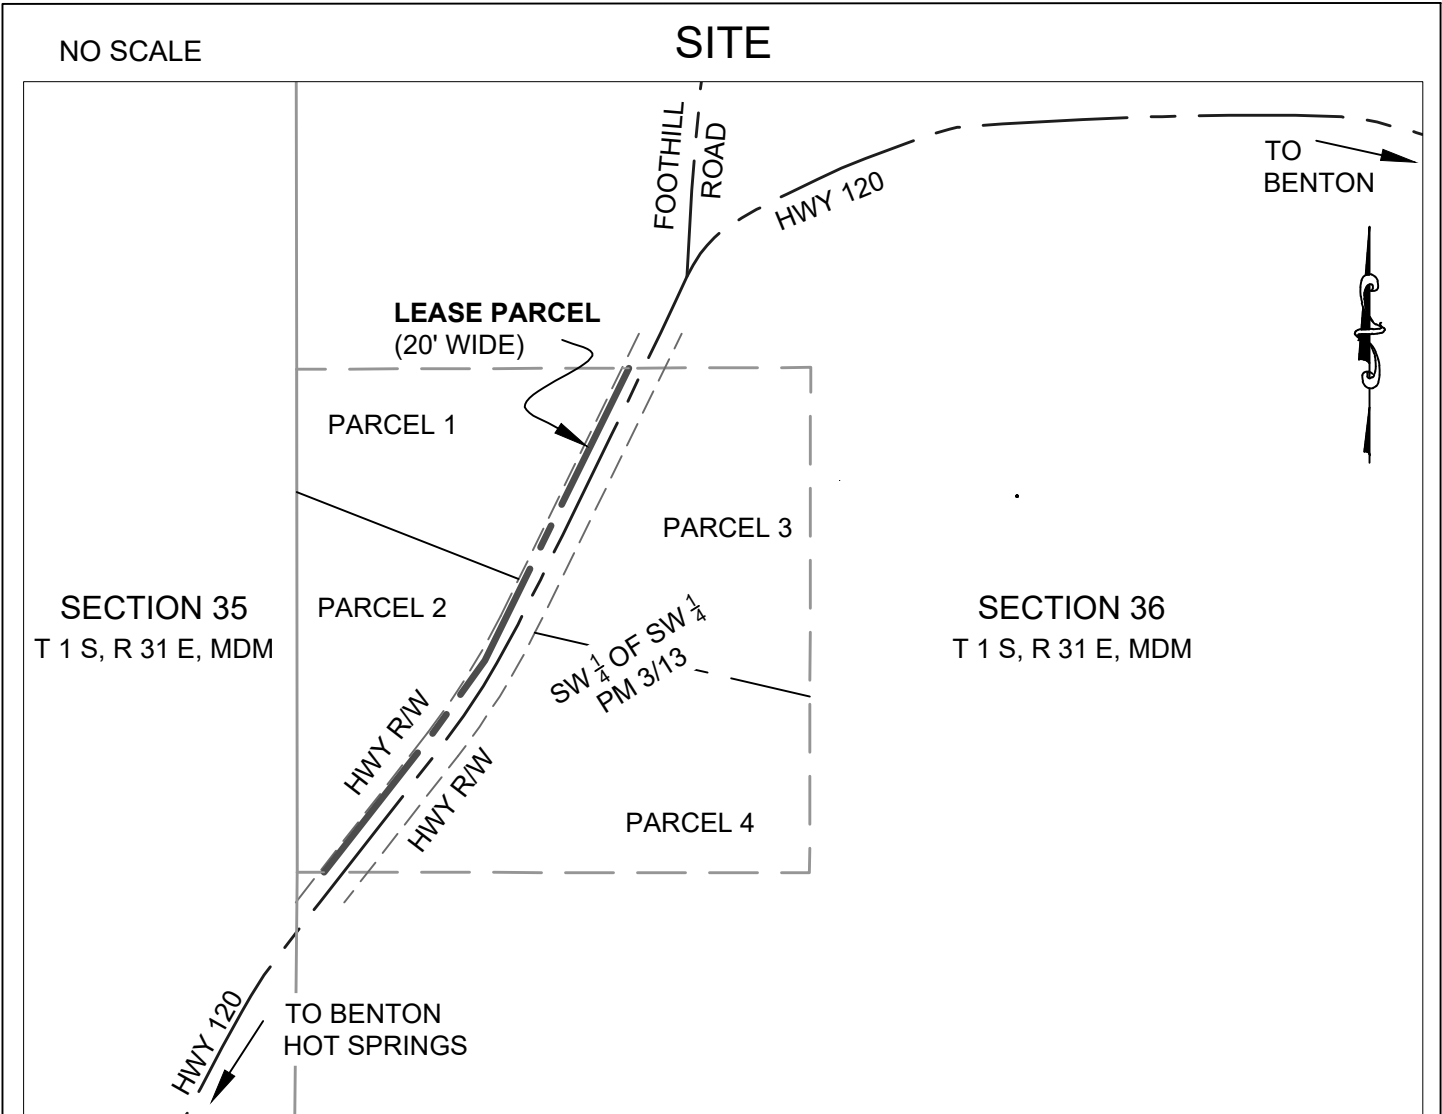 NO SCALE
SITE
FOOTHILL
ROAD
HWY 120
TO
BENTON
LEASE PARCEL
(20' WIDE)
PARCEL 1
PARCEL 3
SECTION 35
T 1 S, R 31 E, MDM
PARCEL 2
SW 1/4 OF SW 1/4
PM 3/13
SECTION 36
T 1 S, R 31 E, MDM
HWY R/W
HWY R/W
PARCEL 4
HWY 120
TO BENTON
HOT SPRINGS